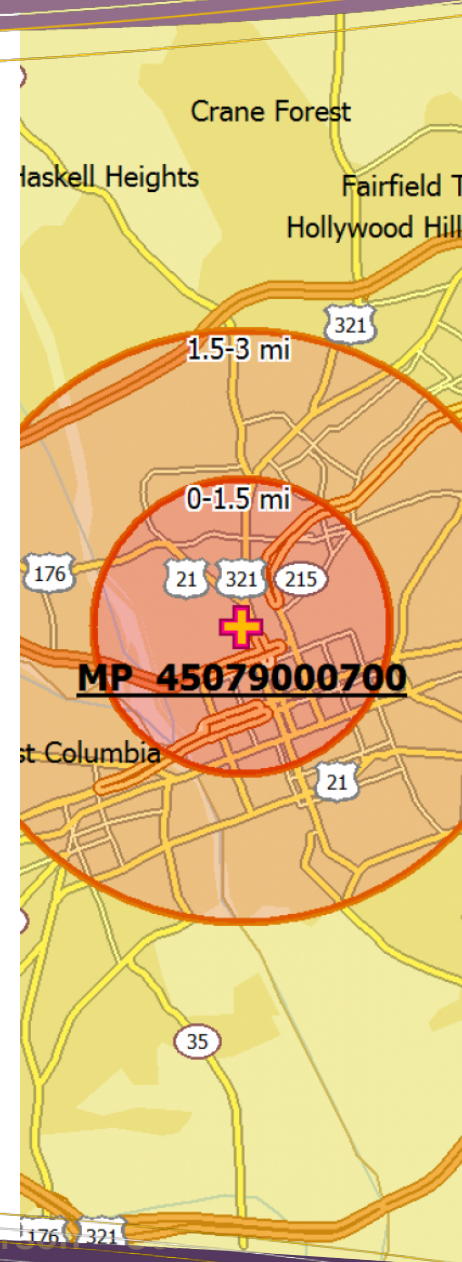 Crane Forest
Haskell Heights
Fairfield T
Hollywood Hill
321
1.5-3 mi
0-1.5 mi
176
21
321
215
MP 45079000700
st Columbia
21
35
176
321